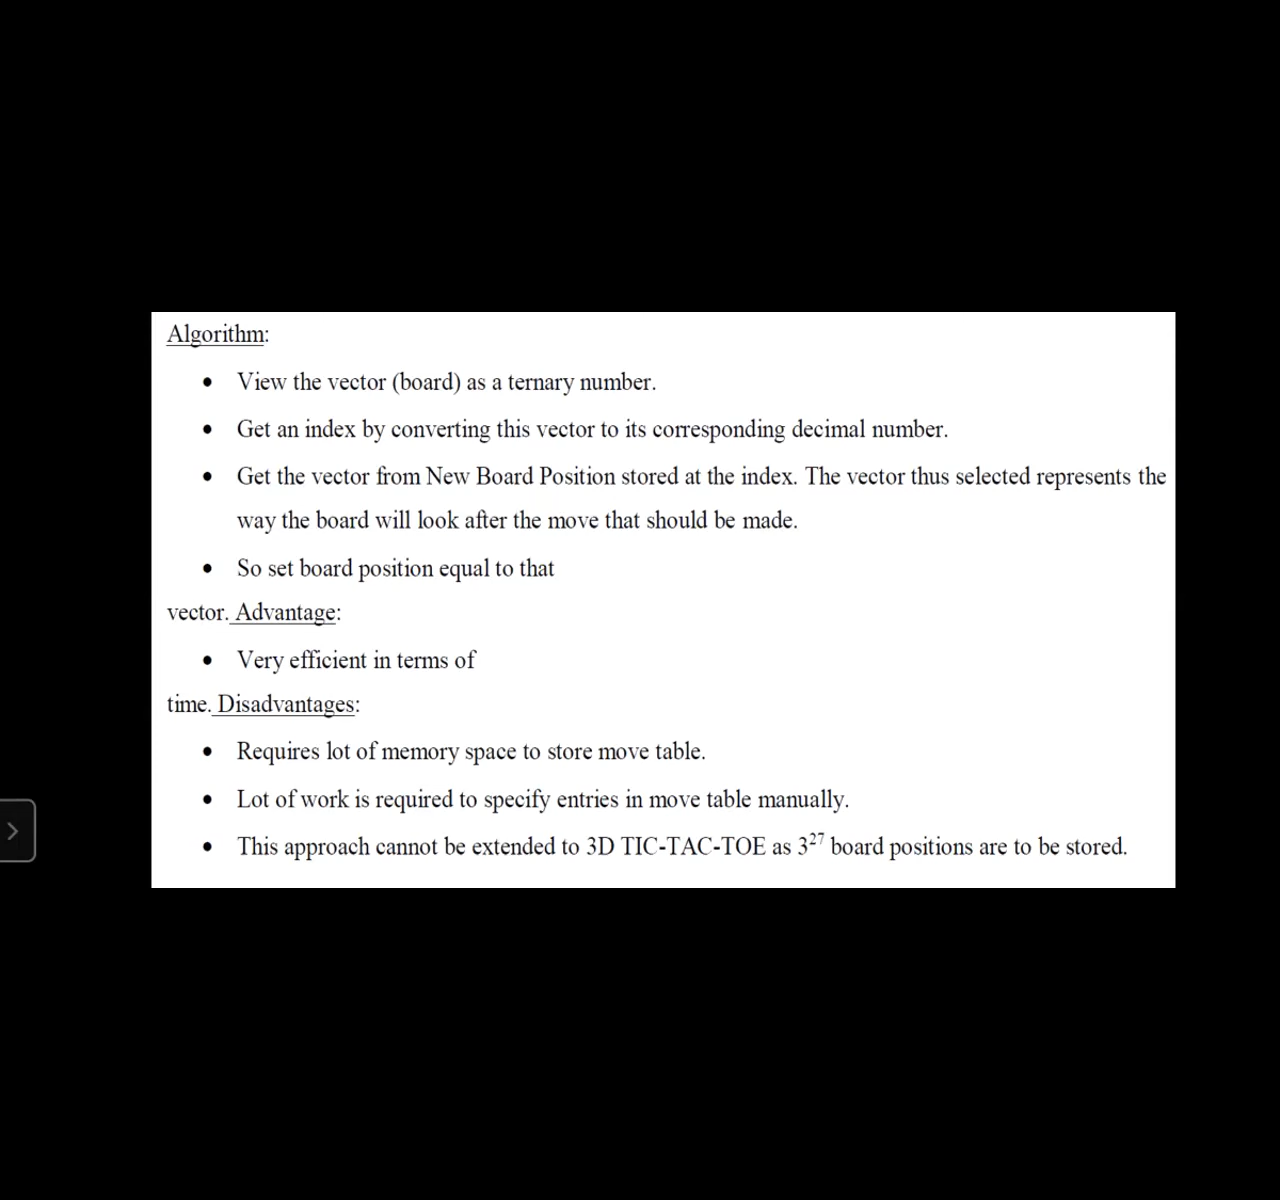 Algorithm:
• View the vector (board) as a ternary number.
• Get an index by converting this vector to its corresponding decimal number.
• Get the vector from New Board Position stored at the index. The vector thus selected represents the
way the board will look after the move that should be made.
• So set board position equal to that
vector. Advantage:
• Very efficient in terms of
time. Disadvantages:
• Requires lot of memory space to store move table.
• Lot of work is required to specify entries in move table manually.
• This approach cannot be extended to 3D TIC-TAC-TOE as 3²⁷ board positions are to be stored.